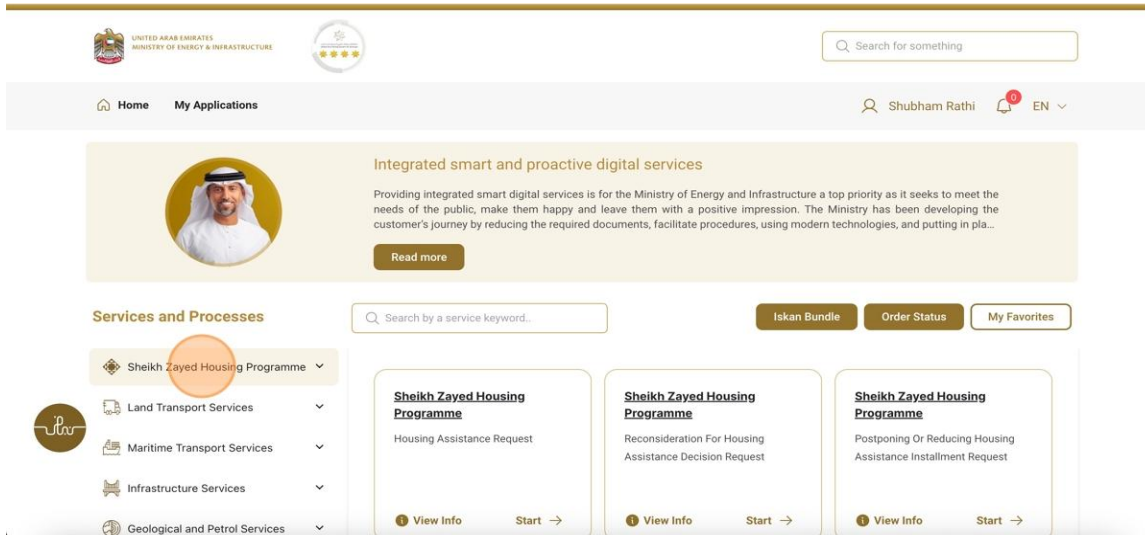 UNITED ARAB EMIRATES
MINISTRY OF ENERGY & INFRASTRUCTURE
Search for something
Home
My Applications
Shubham Rathi
0
EN
Integrated smart and proactive digital services
Providing integrated smart digital services is for the Ministry of Energy and Infrastructure a top priority as it seeks to meet the
needs of the public, make them happy and leave them with a positive impression. The Ministry has been developing the
customer's journey by reducing the required documents, facilitate procedures, using modern technologies, and putting in pla...
Read more
Services and Processes
Search by a service keyword..
Iskan Bundle
Order Status
My Favorites
Sheikh Zayed Housing Programme
Land Transport Services
Maritime Transport Services
Infrastructure Services
Geological and Petrol Services
Sheikh Zayed Housing
Programme
Housing Assistance Request
View Info
Start
Sheikh Zayed Housing
Programme
Reconsideration For Housing
Assistance Decision Request
View Info
Start
Sheikh Zayed Housing
Programme
Postponing Or Reducing Housing
Assistance Installment Request
View Info
Start